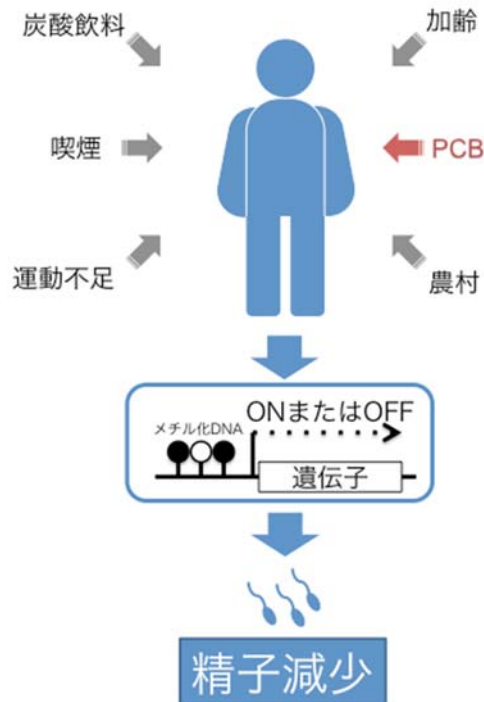 炭酸飲料
加齢
喫煙
PCB
運動不足
農村
ONまたはOFF
メチル化DNA
遺伝子
精子減少